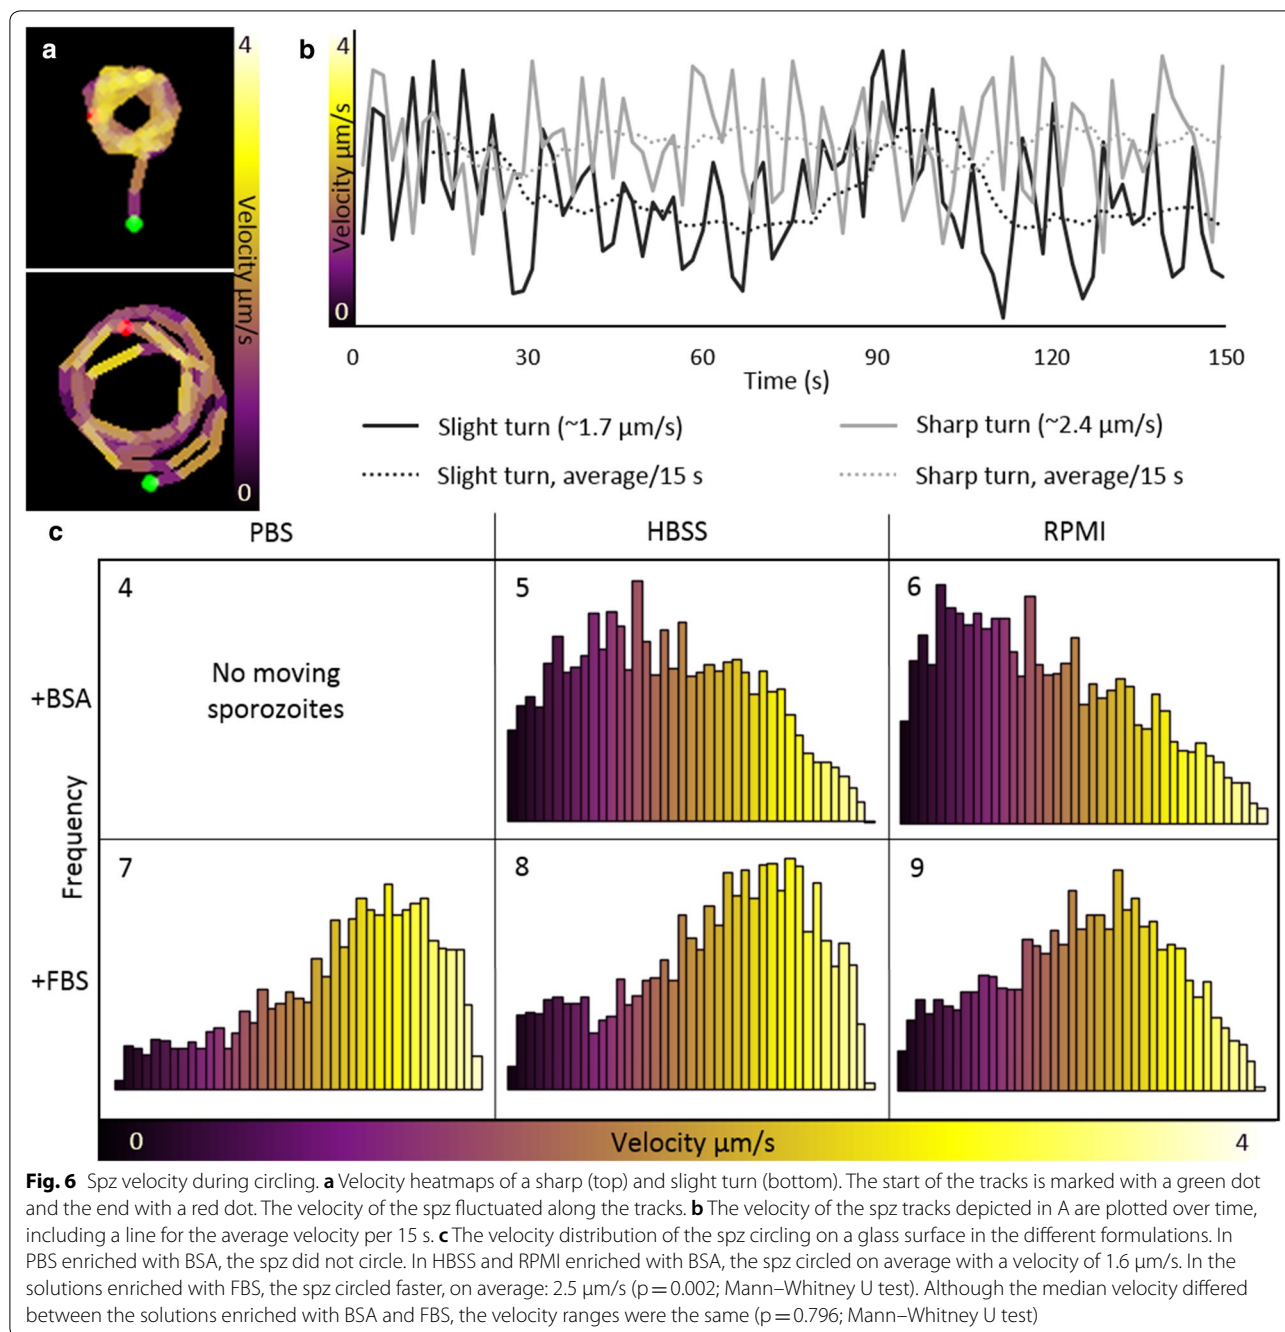 a
4
Velocity µm/s
0
b
4
Velocity µm/s
0
0 30 60 90 120 150
Time (s)
Slight turn (~1.7 µm/s)
Sharp turn (~2.4 µm/s)
Slight turn, average/15 s
Sharp turn, average/15 s
c
PBS HBSS RPMI
+BSA
+FBS
Frequency
4
No moving
sporozoites
5
6
7
8
9
0 Velocity µm/s 4
Fig. 6 Spz velocity during circling. a Velocity heatmaps of a sharp (top) and slight turn (bottom). The start of the tracks is marked with a green dot
and the end with a red dot. The velocity of the spz fluctuated along the tracks. b The velocity of the spz tracks depicted in A are plotted over time,
including a line for the average velocity per 15 s. c The velocity distribution of the spz circling on a glass surface in the different formulations. In
PBS enriched with BSA, the spz did not circle. In HBSS and RPMI enriched with BSA, the spz circled on average with a velocity of 1.6 µm/s. In the
solutions enriched with FBS, the spz circled faster, on average: 2.5 µm/s (p = 0.002; Mann–Whitney U test). Although the median velocity differed
between the solutions enriched with BSA and FBS, the velocity ranges were the same (p = 0.796; Mann–Whitney U test)